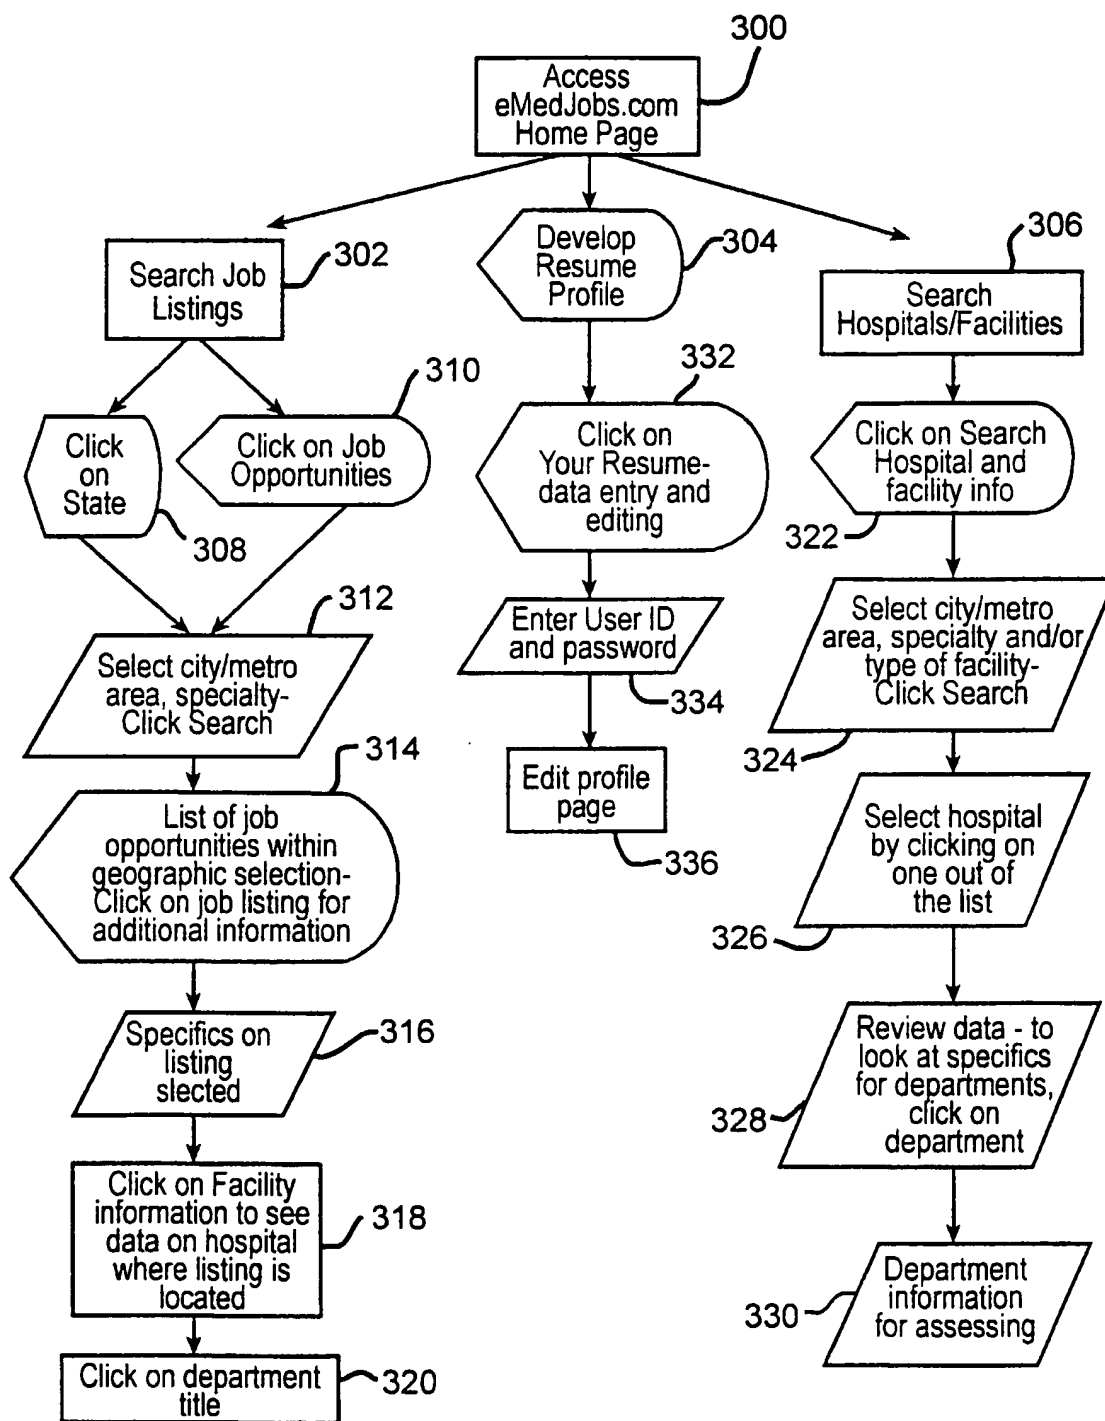 300
Access
eMedJobs.com
Home Page
302
Search Job
Listings
304
Develop
Resume
Profile
306
Search
Hospitals/Facilities
308
Click
on
State
310
Click on Job
Opportunities
312
Select city/metro
area, specialty-
Click Search
314
List of job
opportunities within
geographic selection-
Click on job listing for
additional information
316
Specifics on
listing
slected
318
Click on Facility
information to see
data on hospital
where listing is
located
320
Click on department
title
332
Click on
Your Resume-
data entry and
editing
334
Enter User ID
and password
336
Edit profile
page
322
Click on Search
Hospital and
facility info
324
Select city/metro
area, specialty and/or
type of facility-
Click Search
326
Select hospital
by clicking on
one out of
the list
328
Review data - to
look at specifics
for departments,
click on
department
330
Department
information
for assessing